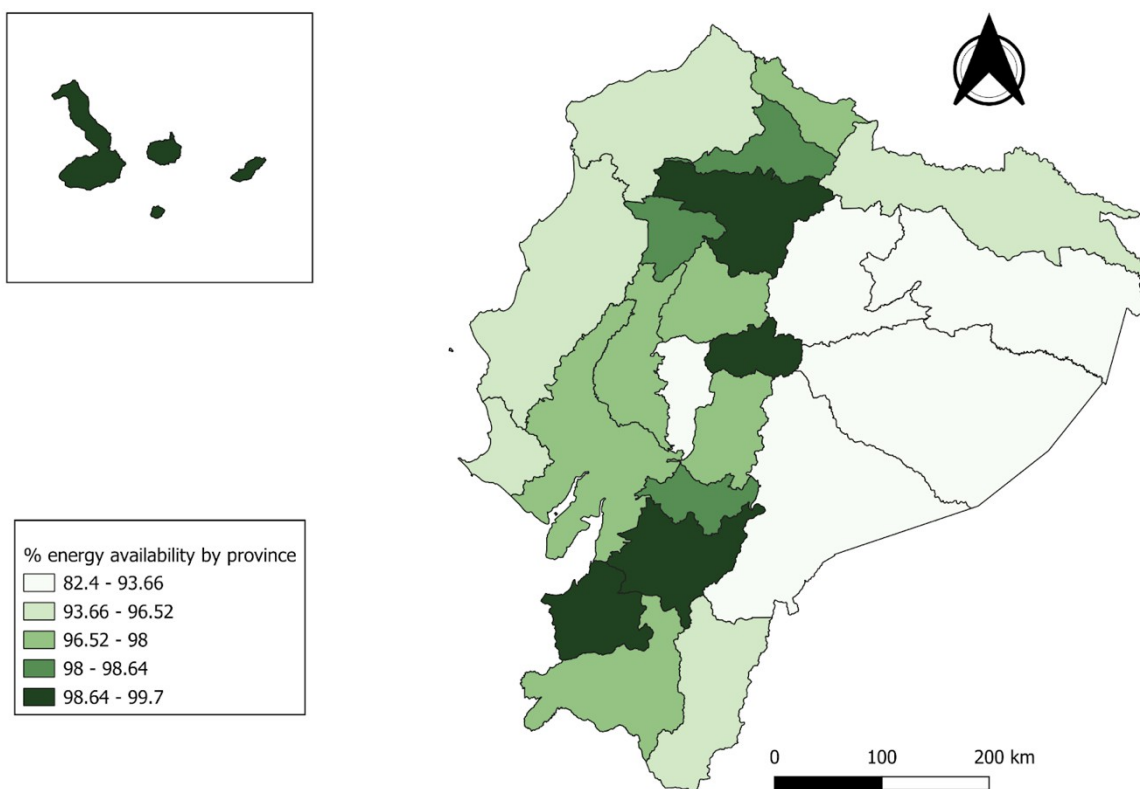 % energy availability by province
82.4 - 93.66
93.66 - 96.52
96.52 - 98
98 - 98.64
98.64 - 99.7
0 100 200 km